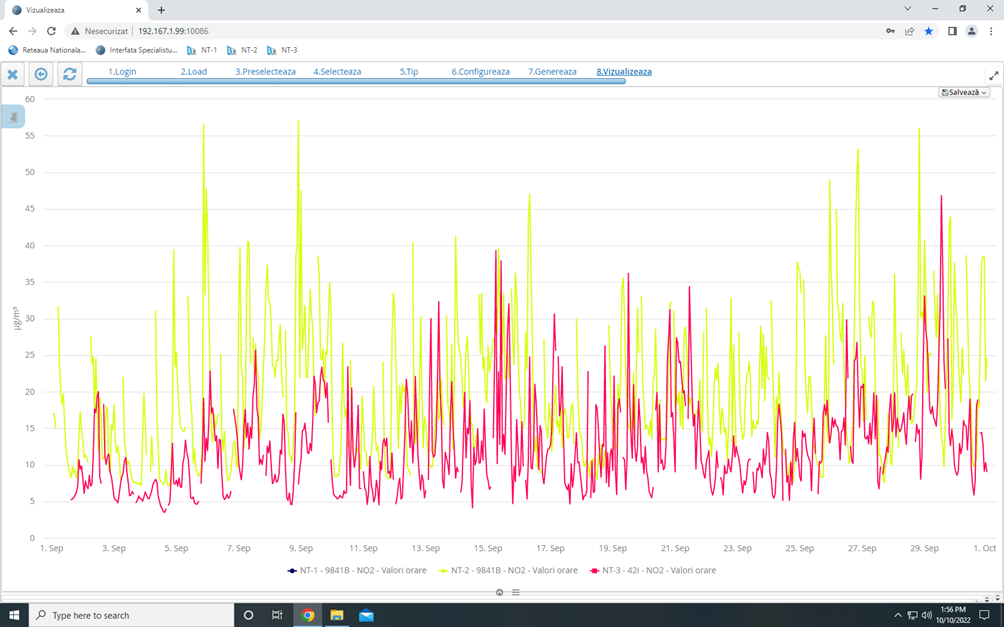 Vizualizeaza
Nesecurizat | 192.167.1.99:10086
Reteaua Nationala... Interfata Specialistu... NT-1 NT-2 NT-3
1.Login 2.Load 3.Preselecteaza 4.Selecteaza 5.Tip 6.Configureaza 7.Genereaza 8.Vizualizeaza
Salvează
60
55
50
45
40
35
30
25
20
15
10
5
0
µg/m³
1. Sep 3. Sep 5. Sep 7. Sep 9. Sep 11. Sep 13. Sep 15. Sep 17. Sep 19. Sep 21. Sep 23. Sep 25. Sep 27. Sep 29. Sep 1. Oct
NT-1 - 9841B - NO2 - Valori orare NT-2 - 9841B - NO2 - Valori orare NT-3 - 42i - NO2 - Valori orare
Type here to search
1:56 PM
10/10/2022